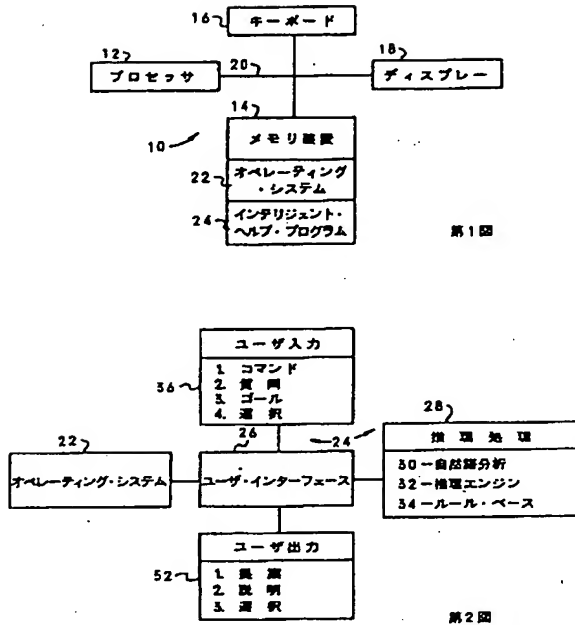 16 キーボード
12 プロセッサ
20
18 ディスプレー
14
10 メモリ装置
22 オペレーティング
・システム
24 インテリジェント・
ヘルプ・プログラム
第1図
ユーザ入力
36
1. コマンド
2. 質問
3. ゴール
4. 選択
22 オペレーティング・システム
26 ユーザ・インターフェース
24
28 推理処理
30ー自然語分析
32ー推理エンジン
34ールール・ベース
ユーザ出力
52
1. 提案
2. 説明
3. 選択
第2図